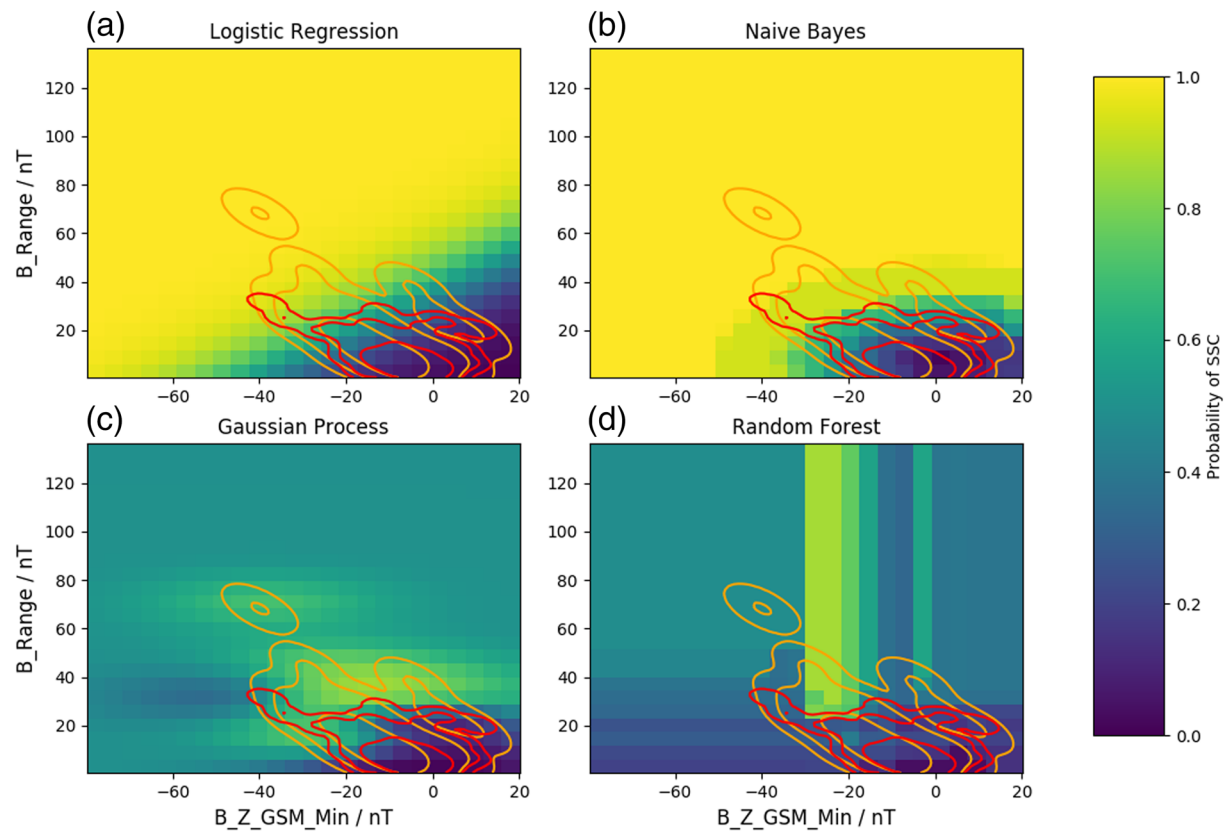 (a) Logistic Regression
(b) Naive Bayes
B_Range / nT
120
100
80
60
40
20
−60 −40 −20 0 20
−60 −40 −20 0 20
120
100
80
60
40
20
(c) Gaussian Process
(d) Random Forest
B_Range / nT
120
100
80
60
40
20
−60 −40 −20 0 20
B_Z_GSM_Min / nT
120
100
80
60
40
20
−60 −40 −20 0 20
B_Z_GSM_Min / nT
1.0
0.8
0.6
0.4
0.2
0.0
Probability of SSC